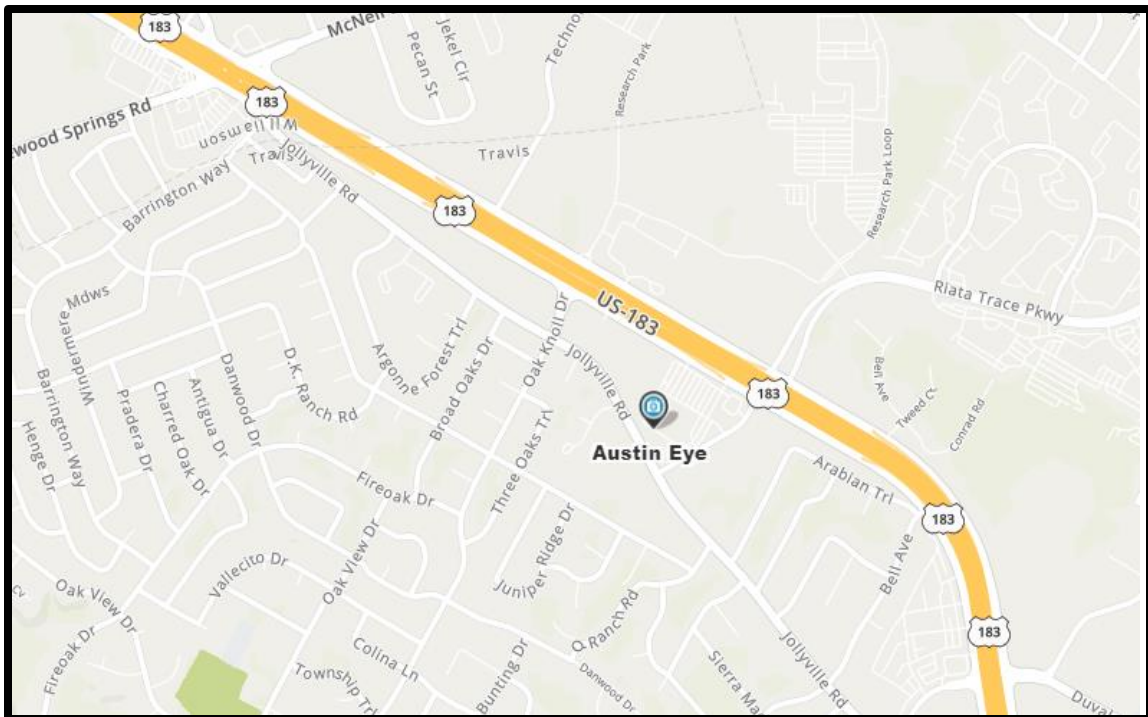 183
McNeil
Jekel Cir
Pecan St
Techno
Research Park
183
wood Springs Rd
Williamson
Travis
Travis
Jollyville Rd
Barrington Way
183
Research Park Loop
Riata Trace Pkwy
US-183
Mdws
Windermere
Oak Knoll Dr
Argonne Forest Trl
Broad Oaks Dr
Jollyville Rd
D.K. Ranch Rd
Danwood Dr
Antigua Dr
Charred Oak Dr
Pradera Dr
Barrington Way
Henge Dr
Bell Ave
Tweed Ct
Conrad Rd
183
Austin Eye
Three Oaks Trl
Fireoak Dr
Arabian Trl
183
Oak View Dr
Juniper Ridge Dr
Vallecito Dr
Bell Ave
Cv
Oak View Dr
Fireoak Dr
Q Ranch Rd
183
Colina Ln
Township Trl
Bunting Dr
Danwood Dr
Sierra Ma
Jollyville Rd
Duval